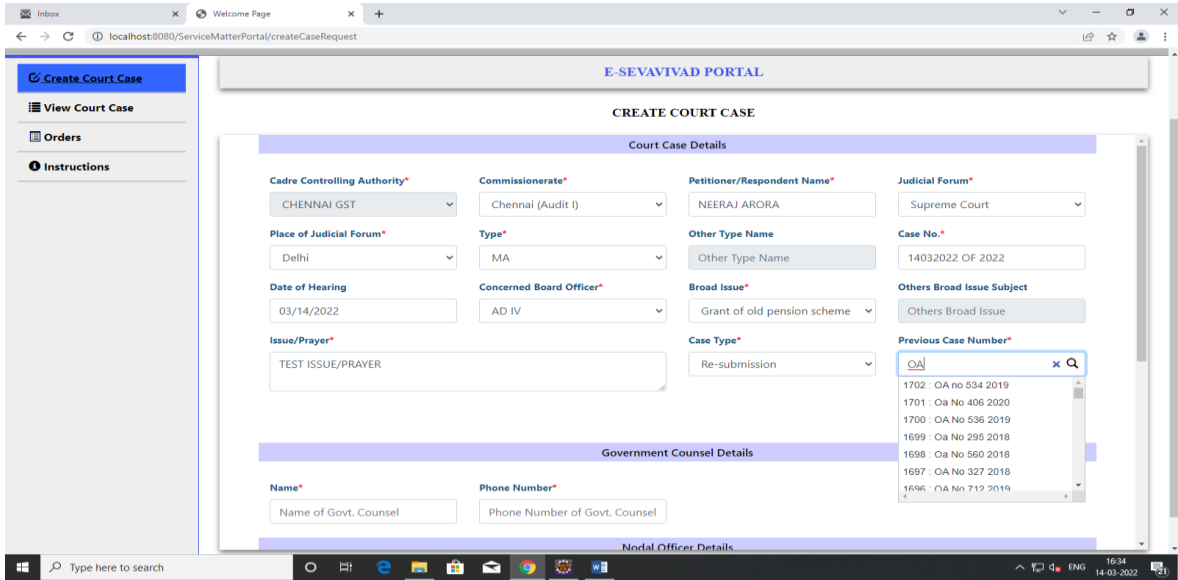 Inbox
Welcome Page
localhost:8080/ServiceMatterPortal/createCaseRequest
Create Court Case
View Court Case
Orders
Instructions
E-SEVAVIVAD PORTAL
CREATE COURT CASE
Court Case Details
Cadre Controlling Authority* Commissionerate* Petitioner/Respondent Name* Judicial Forum*
CHENNAI GST Chennai (Audit I) NEERAJ ARORA Supreme Court
Place of Judicial Forum* Type* Other Type Name Case No.*
Delhi MA Other Type Name 14032022 OF 2022
Date of Hearing Concerned Board Officer* Broad Issue* Others Broad Issue Subject
03/14/2022 AD IV Grant of old pension scheme Others Broad Issue
Issue/Prayer* Case Type* Previous Case Number*
TEST ISSUE/PRAYER Re-submission OA
1702 : OA no 534 2019
1701 : Oa No 406 2020
1700 : OA No 536 2019
1699 : Oa No 295 2018
1698 : Oa No 560 2018
1697 : OA No 327 2018
1696 : OA No 712 2019
Government Counsel Details
Name* Phone Number*
Name of Govt. Counsel Phone Number of Govt. Counsel
Nodal Officer Details
Type here to search
ENG
16:34
14-03-2022
21